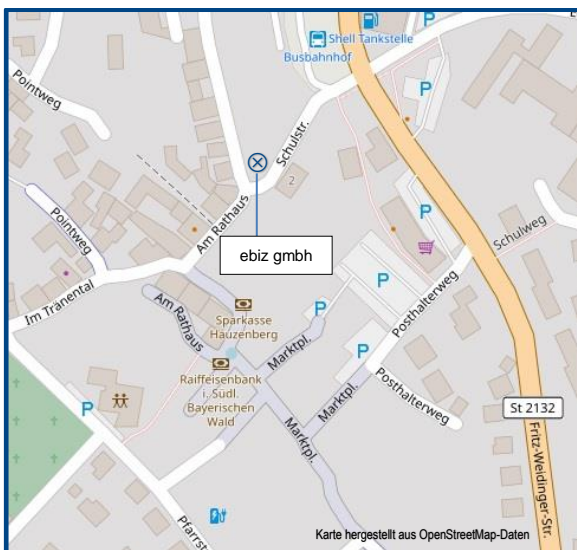 Shell Tankstelle
Busbahnhof
P
P
Pointweg
Schulstr.
2
Am Rathaus
Pointweg
P
ebiz gmbh
Schulweg
P
Posthalterweg
Im Tränental
Am Rathaus
Sparkasse
Hauzenberg
P
Marktpl.
P
Raiffeisenbank
i. Südl.
Bayerischen
Wald
Marktpl.
Posthalterweg
P
Marktpl.
St 2132
Fritz-Weidinger-Str.
Pfarrst
Karte hergestellt aus OpenStreetMap-Daten